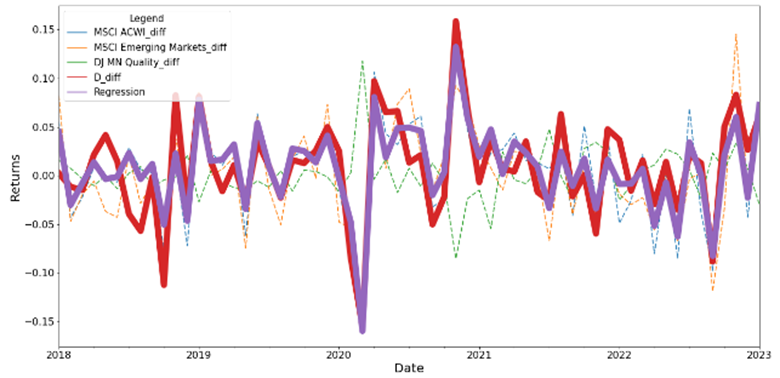 Legend
MSCI ACWI_diff
MSCI Emerging Markets_diff
DJ MN Quality_diff
D_diff
Regression
0.15
0.10
0.05
0.00
−0.05
−0.10
−0.15
Returns
2018
2019
2020
2021
2022
2023
Date